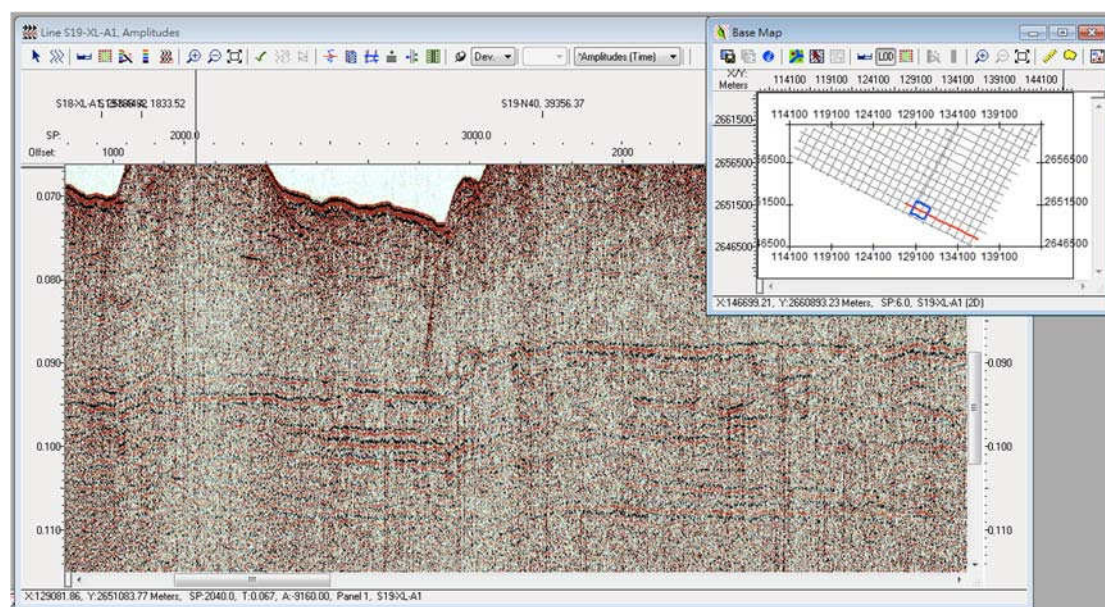 Line S19-XL-A1, Amplitudes
Dev.
*Amplitudes (Time)
S19-N40, 39356.37
SP: 2000.0 3000.0
Offset: 1000 2000
0.070
0.080
0.090 0.090
0.100 0.100
0.110 0.110
X:129081.86, Y:2651083.77 Meters, SP:2040.0, T:0.067, A:-9160.00, Panel 1, S19-XL-A1
Base Map
LOD
X/Y: Meters
114100 119100 124100 129100 134100 139100 144100
2661500
2656500
2651500
2646500
114100 119100 124100 129100 134100 139100
56500 2656500
51500 2651500
46500 2646500
114100 119100 124100 129100 134100 139100
X:146699.21, Y:2660893.23 Meters, SP:6.0, S19-XL-A1 (2D)